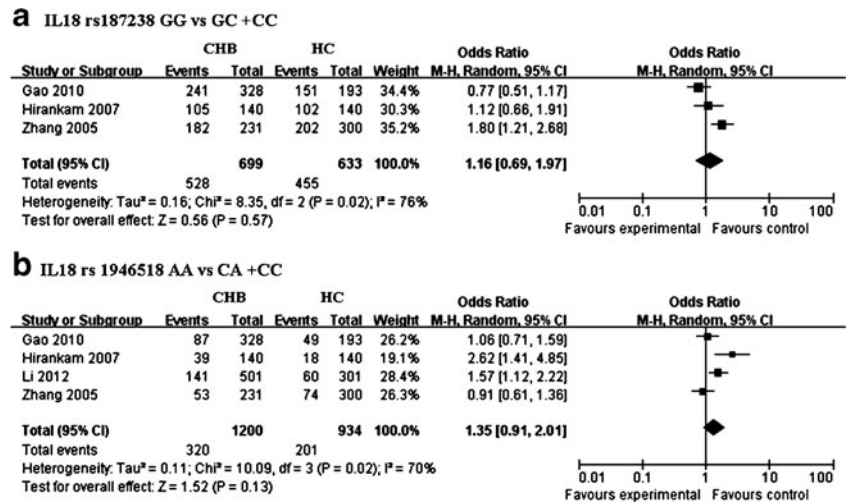 a IL18 rs187238 GG vs GC +CC
CHB HC Odds Ratio Odds Ratio
Study or Subgroup Events Total Events Total Weight M-H, Random, 95% CI M-H, Random, 95% CI
Gao 2010 241 328 151 193 34.4% 0.77 [0.51, 1.17]
Hirankam 2007 105 140 102 140 30.3% 1.12 [0.66, 1.91]
Zhang 2005 182 231 202 300 35.2% 1.80 [1.21, 2.68]
Total (95% CI) 699 633 100.0% 1.16 [0.69, 1.97]
Total events 528 455
Heterogeneity: Tau² = 0.16; Chi² = 8.35, df = 2 (P = 0.02); I² = 76%
Test for overall effect: Z = 0.56 (P = 0.57)
0.01 0.1 1 10 100
Favours experimental Favours control
b IL18 rs 1946518 AA vs CA +CC
CHB HC Odds Ratio Odds Ratio
Study or Subgroup Events Total Events Total Weight M-H, Random, 95% CI M-H, Random, 95% CI
Gao 2010 87 328 49 193 26.2% 1.06 [0.71, 1.59]
Hirankam 2007 39 140 18 140 19.1% 2.62 [1.41, 4.85]
Li 2012 141 501 60 301 28.4% 1.57 [1.12, 2.22]
Zhang 2005 53 231 74 300 26.3% 0.91 [0.61, 1.36]
Total (95% CI) 1200 934 100.0% 1.35 [0.91, 2.01]
Total events 320 201
Heterogeneity: Tau² = 0.11; Chi² = 10.09, df = 3 (P = 0.02); I² = 70%
Test for overall effect: Z = 1.52 (P = 0.13)
0.01 0.1 1 10 100
Favours experimental Favours control